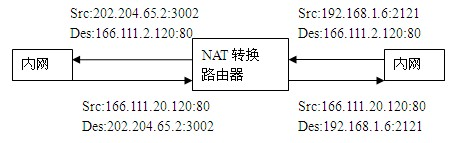 Src:202.204.65.2:3002
Des:166.111.2.120:80
Src:192.168.1.6:2121
Des:166.111.2.120:80
内网
NAT 转换
路由器
内网
Src:166.111.20.120:80
Des:202.204.65.2:3002
Src:166.111.20.120:80
Des:192.168.1.6:2121